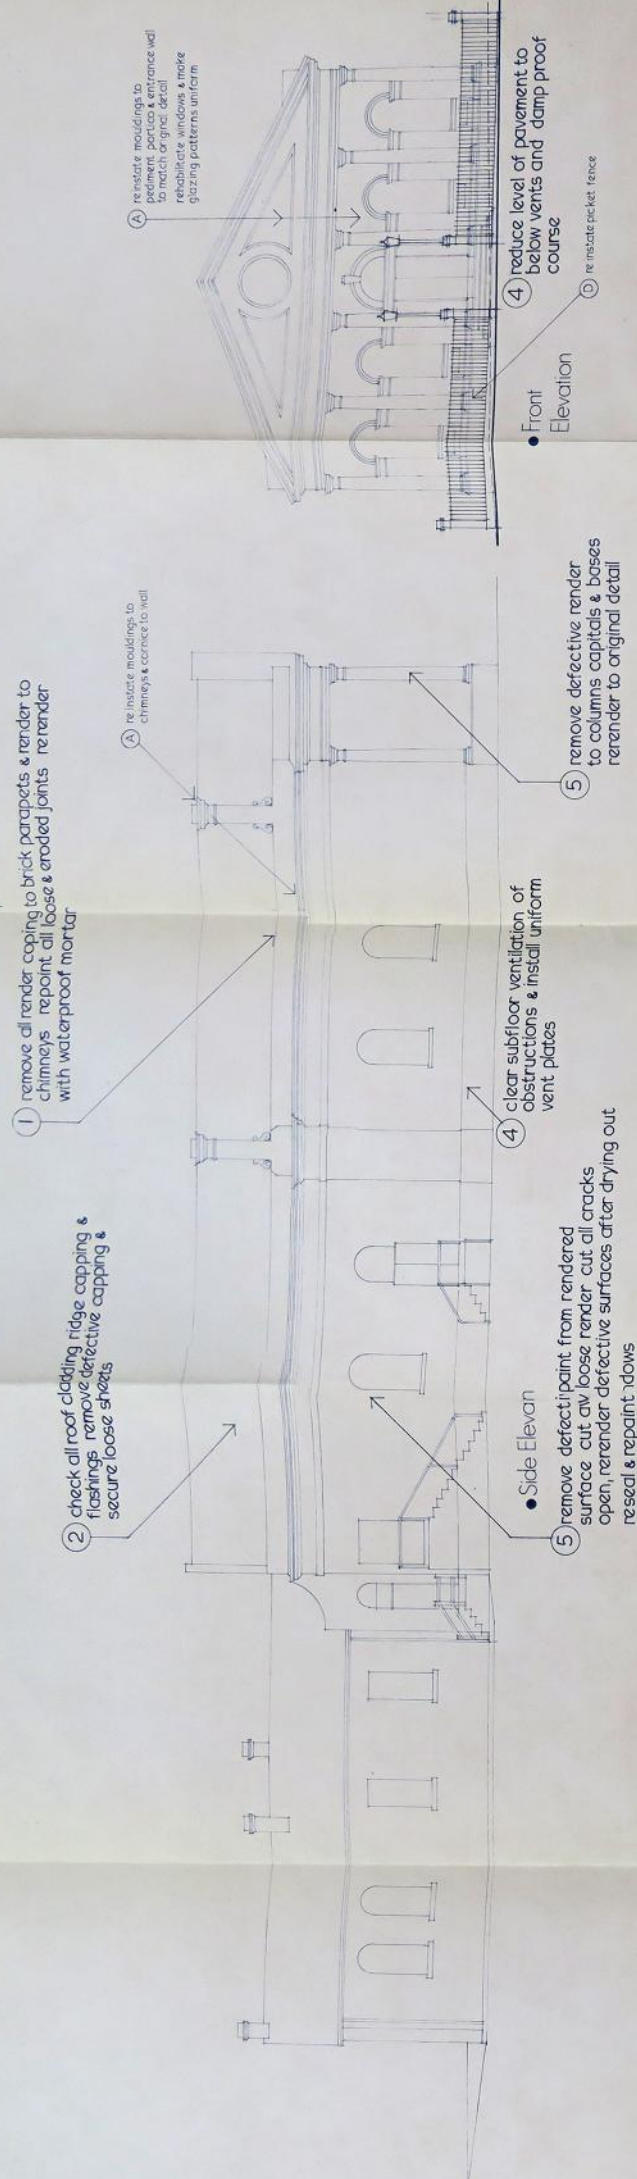 ② check all roof cladding ridge capping &
flashings remove defective capping &
secure loose sheets
① remove all render coping to brick parapets & render to
chimneys repoint all loose & eroded joints rerender
with waterproof mortar
Ⓐ reinstate mouldings to
chimneys & cornice to wall
Ⓐ reinstate mouldings to
pediment portico & entrance wall
to match original detail
rehabilitate windows & make
glazing patterns uniform
• Side Elevan
⑤ remove defecti paint from rendered
surface cut aw loose render cut all cracks
open, rerender defective surfaces after drying out
reseal & repaint dows
④ clear subfloor ventilation of
obstructions & install uniform
vent plates
⑤ remove defective render
to columns capitals & bases
rerender to original detail
• Front
Elevation
④ reduce level of pavement to
below vents and damp proof
course
Ⓓ reinstate picket fence